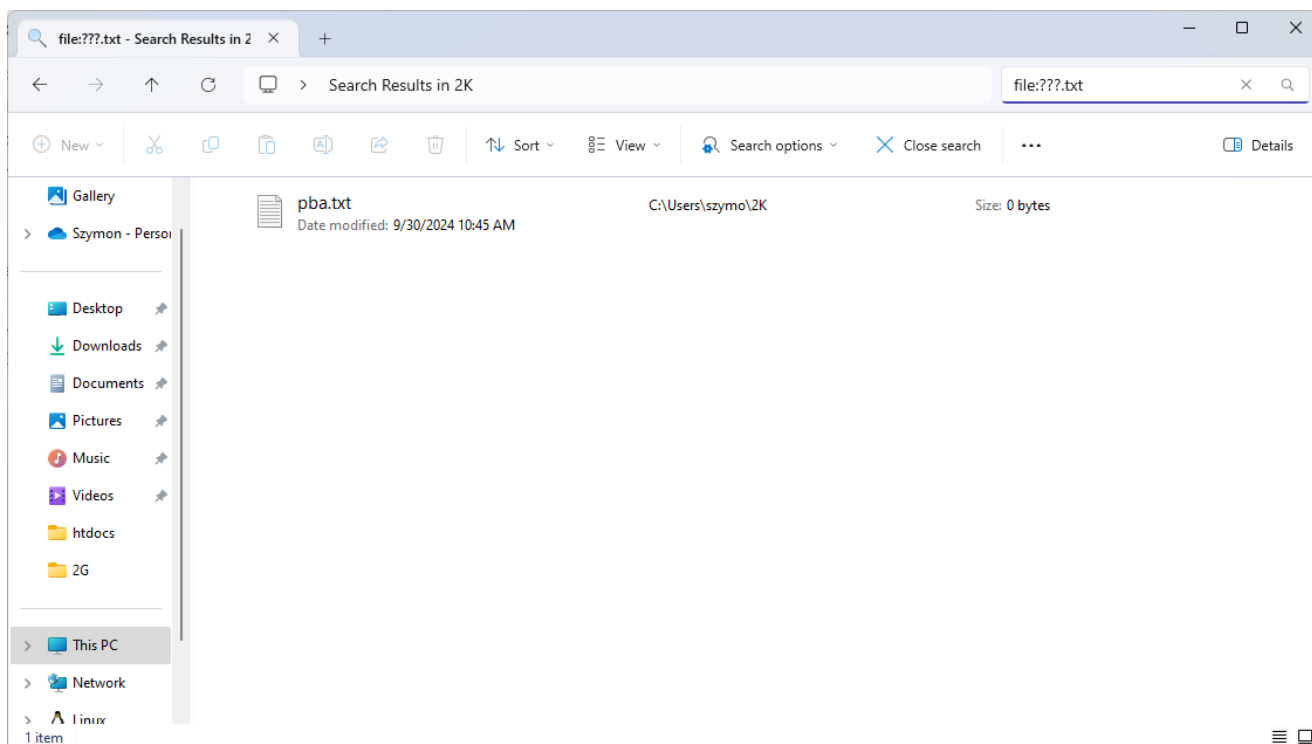 file:???.txt - Search Results in 2
Search Results in 2K
file:???.txt
New
Sort
View
Search options
Close search
Details
Gallery
Szymon - Person
Desktop
Downloads
Documents
Pictures
Music
Videos
htdocs
2G
This PC
Network
Linux
pba.txt
Date modified: 9/30/2024 10:45 AM
C:\Users\szymo\2K
Size: 0 bytes
1 item